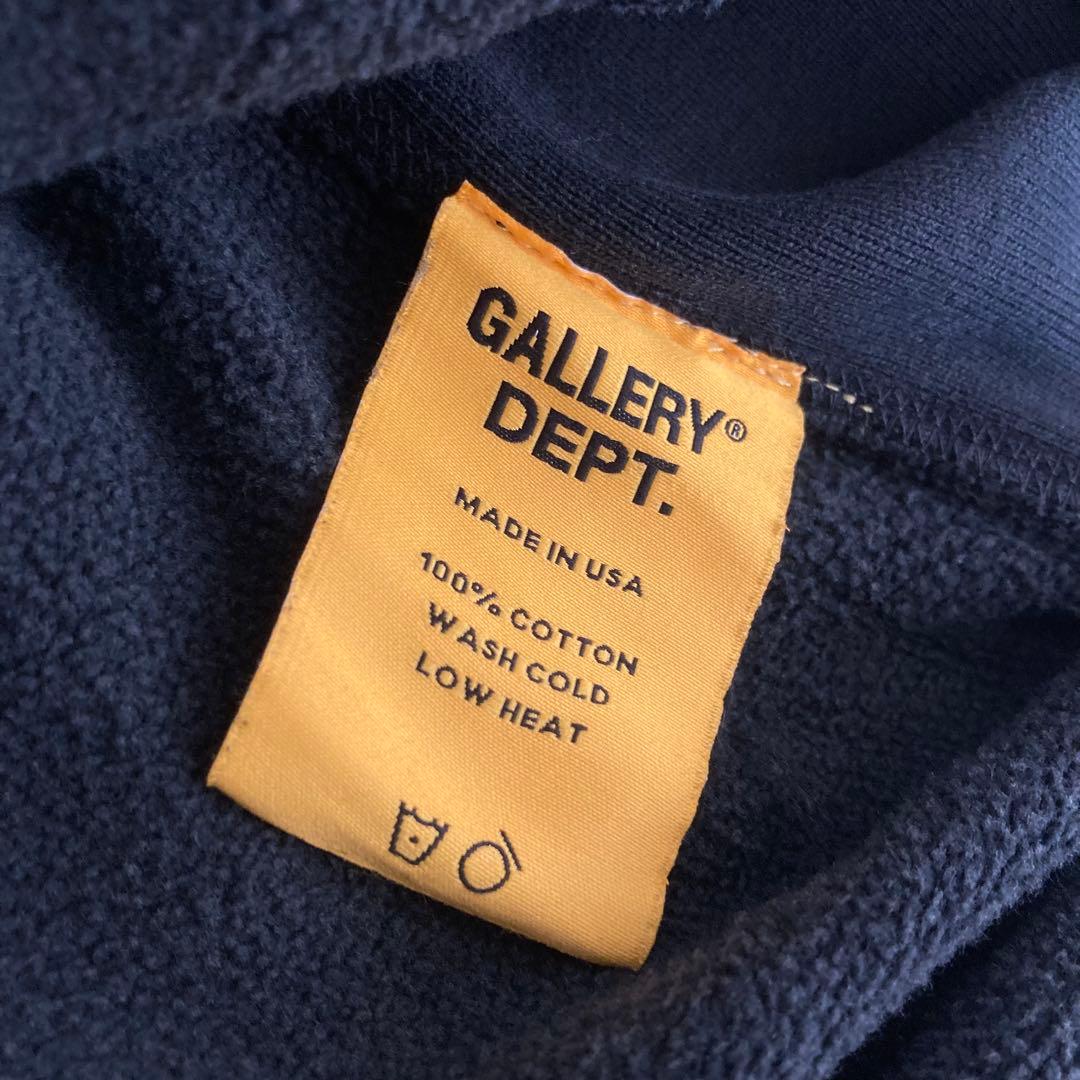 GALLERY®
DEPT.
MADE IN USA
100% COTTON
WASH COLD
LOW HEAT